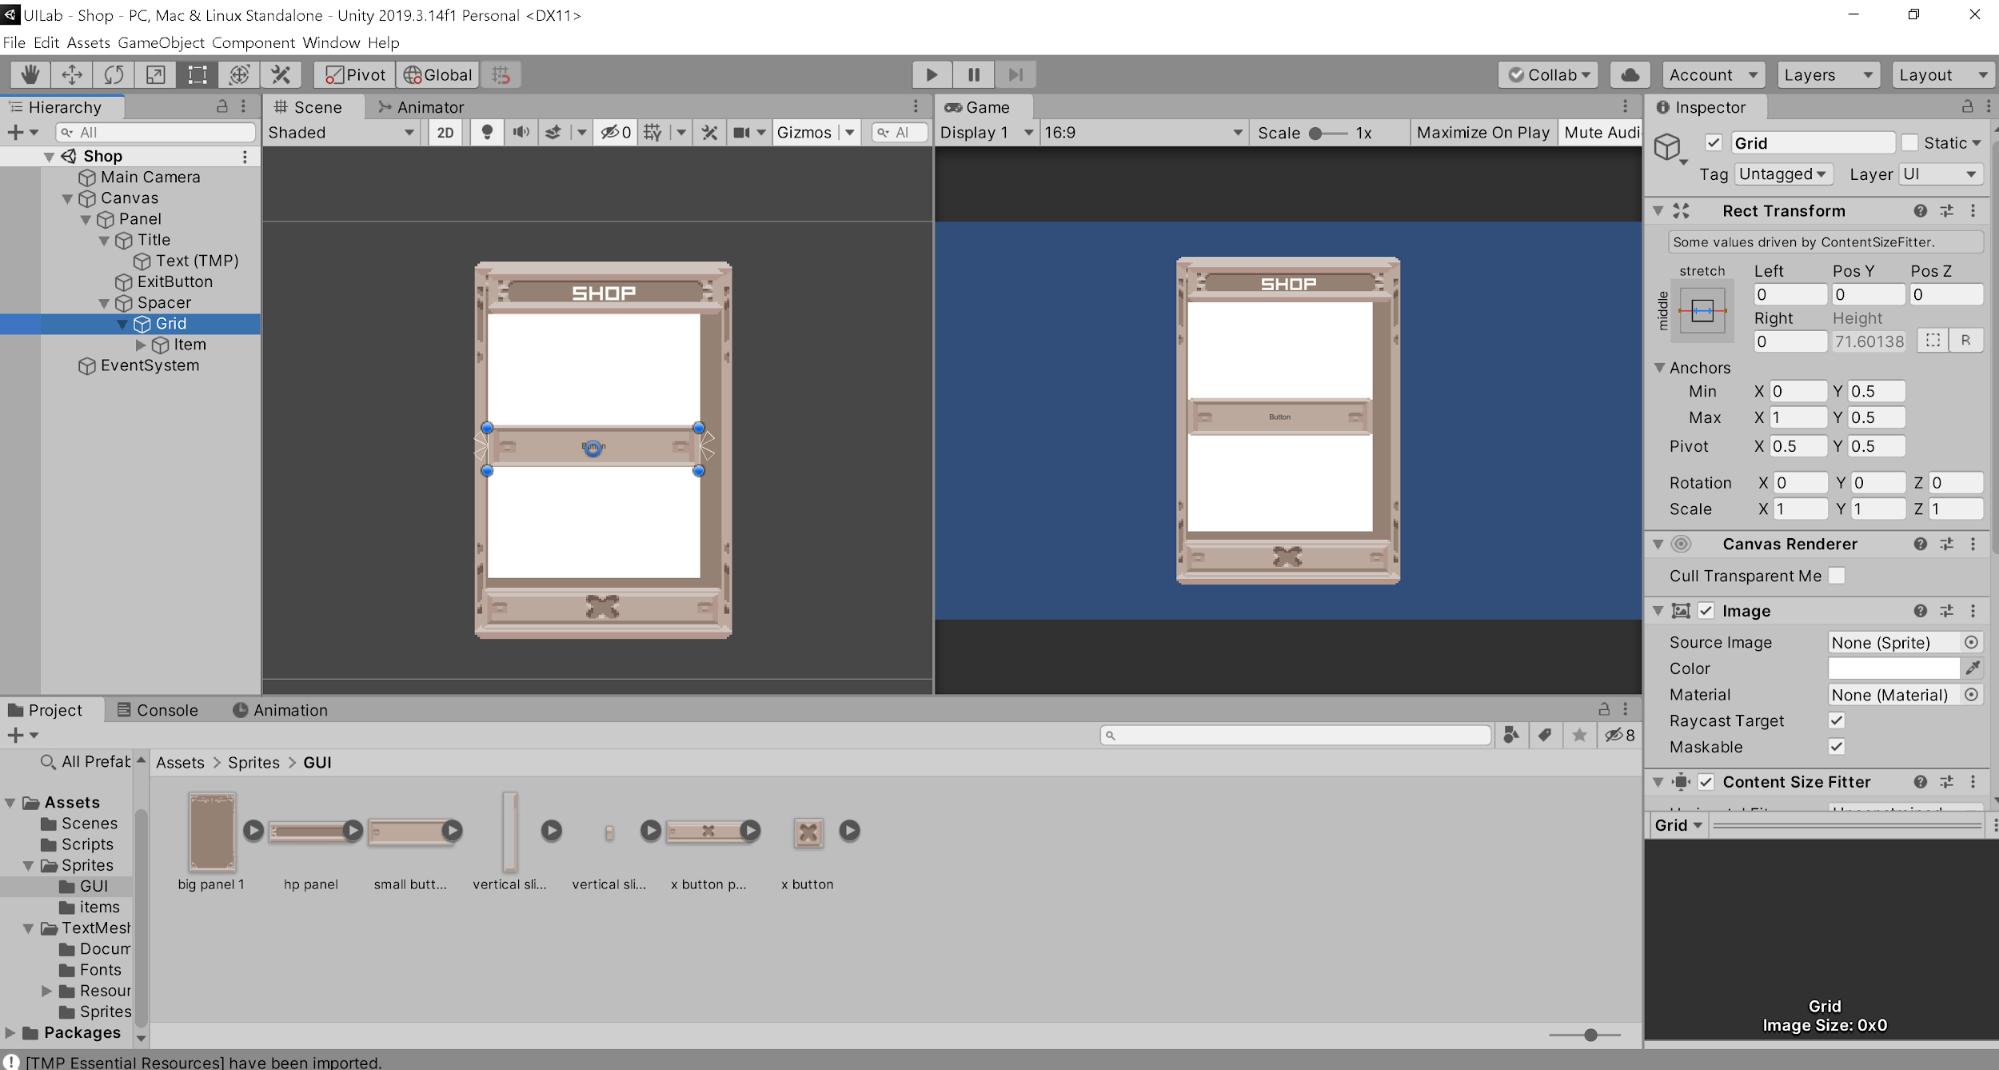 UILab - Shop - PC, Mac & Linux Standalone - Unity 2019.3.14f1 Personal <DX11>
File Edit Assets GameObject Component Window Help
Pivot Global Collab Account Layers Layout
Hierarchy
All
Shop
Main Camera
Canvas
Panel
Title
Text (TMP)
ExitButton
Spacer
Grid
Item
EventSystem
Scene Animator
Shaded 2D 0 Gizmos Al
SHOP
Button
Game
Display 1 16:9 Scale 1x Maximize On Play Mute Audi
SHOP
Button
Inspector
Grid Static
Tag Untagged Layer UI
Rect Transform
Some values driven by ContentSizeFitter.
stretch Left Pos Y Pos Z
middle 0 0 0
Right Height
0 71.60138 R
Anchors
Min X 0 Y 0.5
Max X 1 Y 0.5
Pivot X 0.5 Y 0.5
Rotation X 0 Y 0 Z 0
Scale X 1 Y 1 Z 1
Canvas Renderer
Cull Transparent Me
Image
Source Image None (Sprite)
Color
Material None (Material)
Raycast Target
Maskable
Content Size Fitter
Grid
Grid
Image Size: 0x0
Project Console Animation
8
All Prefab
Assets
Scenes
Scripts
Sprites
GUI
items
TextMesh
Docum
Fonts
Resour
Sprites
Packages
Assets > Sprites > GUI
big panel 1 hp panel small butt... vertical sli... vertical sli... x button p... x button
[TMP Essential Resources] have been imported.